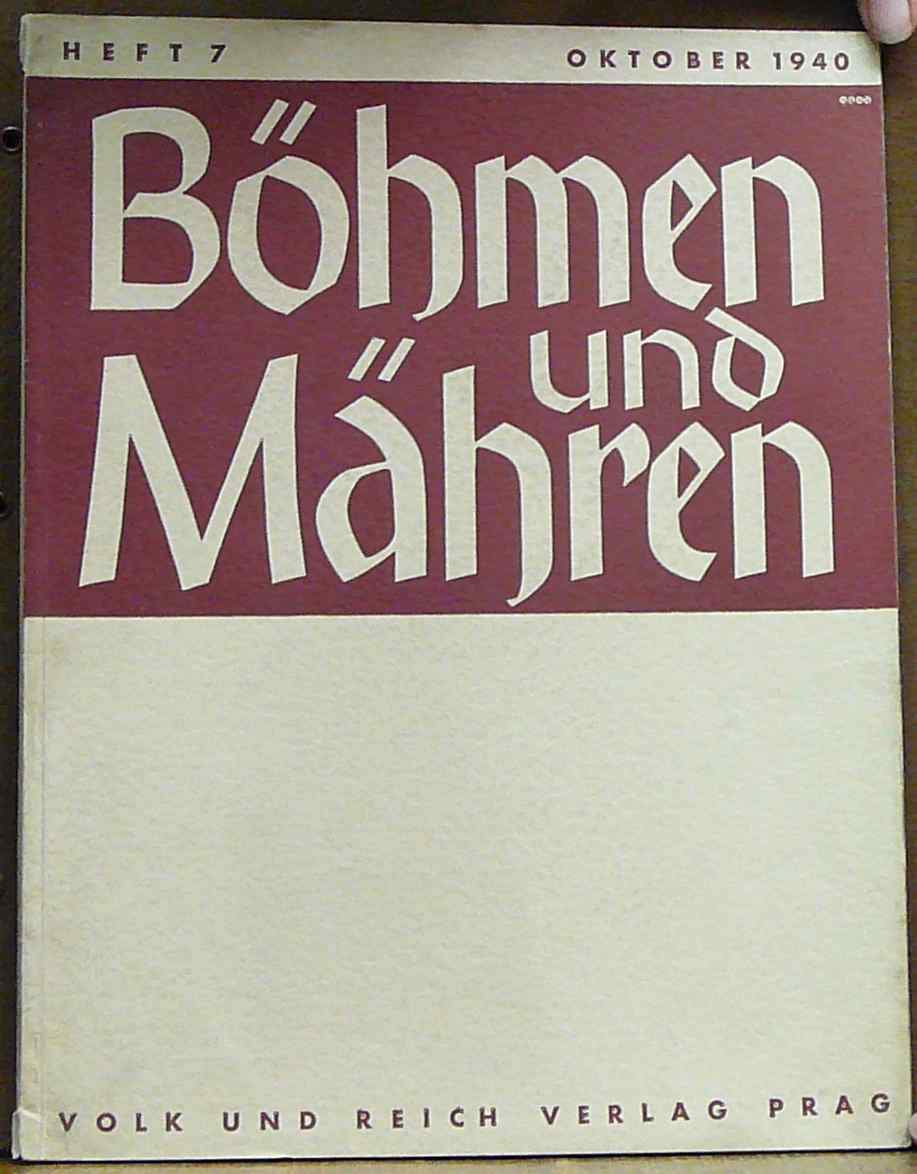 HEFT 7 OKTOBER 1940
Böhmen
und
Mähren
VOLK UND REICH VERLAG PRAG